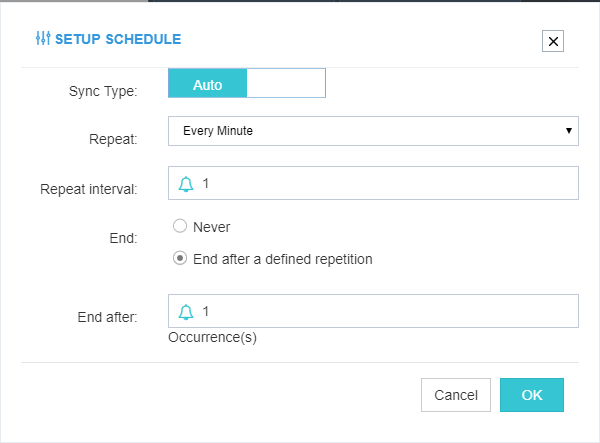 SETUP SCHEDULE
Sync Type: Auto
Repeat: Every Minute
Repeat interval: 1
End: Never
End after a defined repetition
End after: 1
Occurrence(s)
Cancel OK